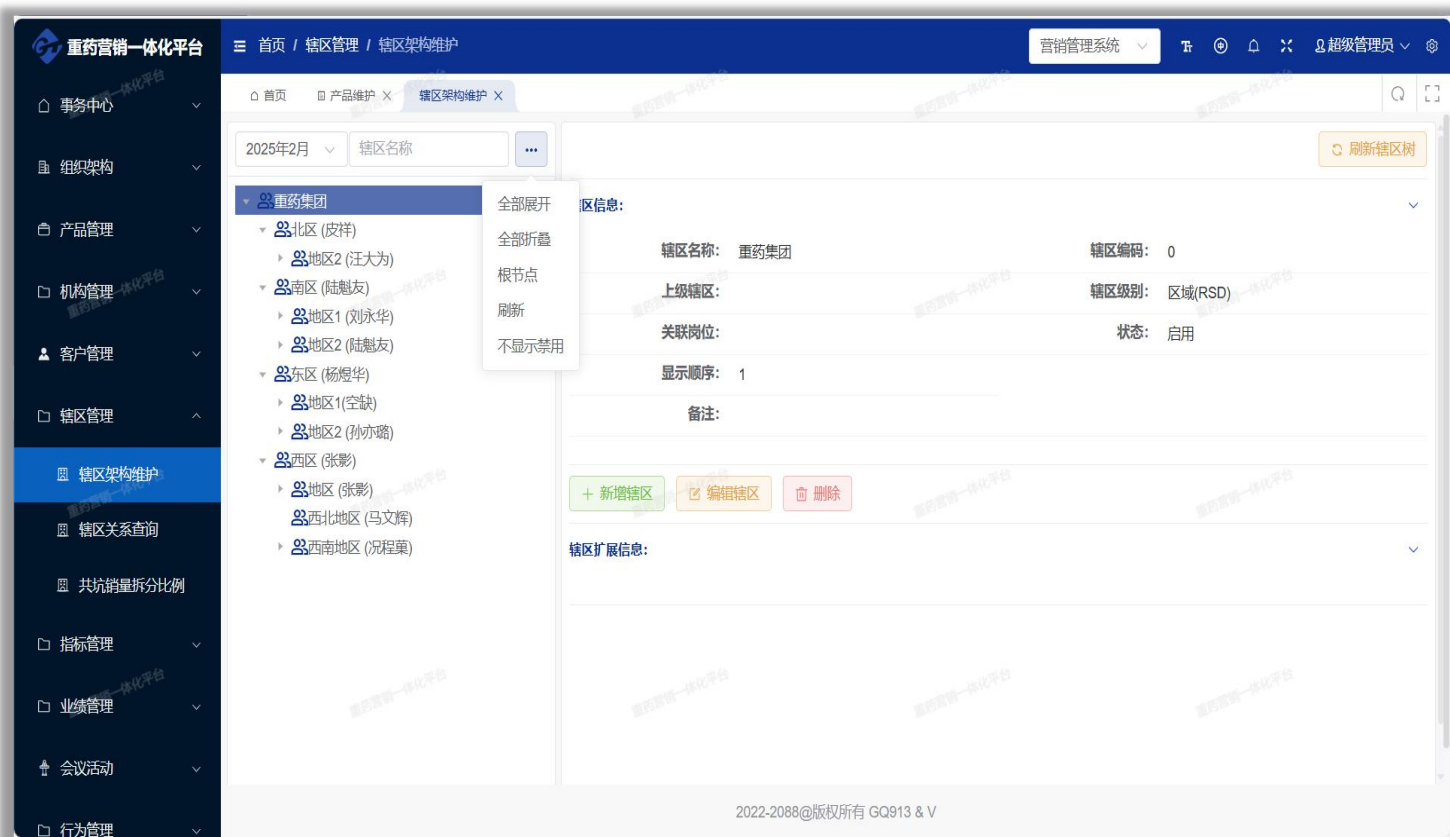 重药营销一体化平台
首页 / 辖区管理 / 辖区架构维护
营销管理系统
超级管理员
首页
产品维护
辖区架构维护
事务中心
组织架构
产品管理
机构管理
客户管理
辖区管理
辖区架构维护
辖区关系查询
共坑销量拆分比例
指标管理
业绩管理
会议活动
行为管理
2025年2月
辖区名称
...
重药集团
北区 (皮祥)
地区2 (汪大为)
南区 (陆魁友)
地区1 (刘永华)
地区2 (陆魁友)
东区 (杨煜华)
地区1(空缺)
地区2 (孙亦璐)
西区 (张影)
地区 (张影)
西北地区 (马文辉)
西南地区 (况程菓)
全部展开
全部折叠
根节点
刷新
不显示禁用
刷新辖区树
区信息:
辖区名称: 重药集团
辖区编码: 0
上级辖区:
辖区级别: 区域(RSD)
关联岗位:
状态: 启用
显示顺序: 1
备注:
+ 新增辖区
编辑辖区
删除
辖区扩展信息:
2022-2088@版权所有 GQ913 & V